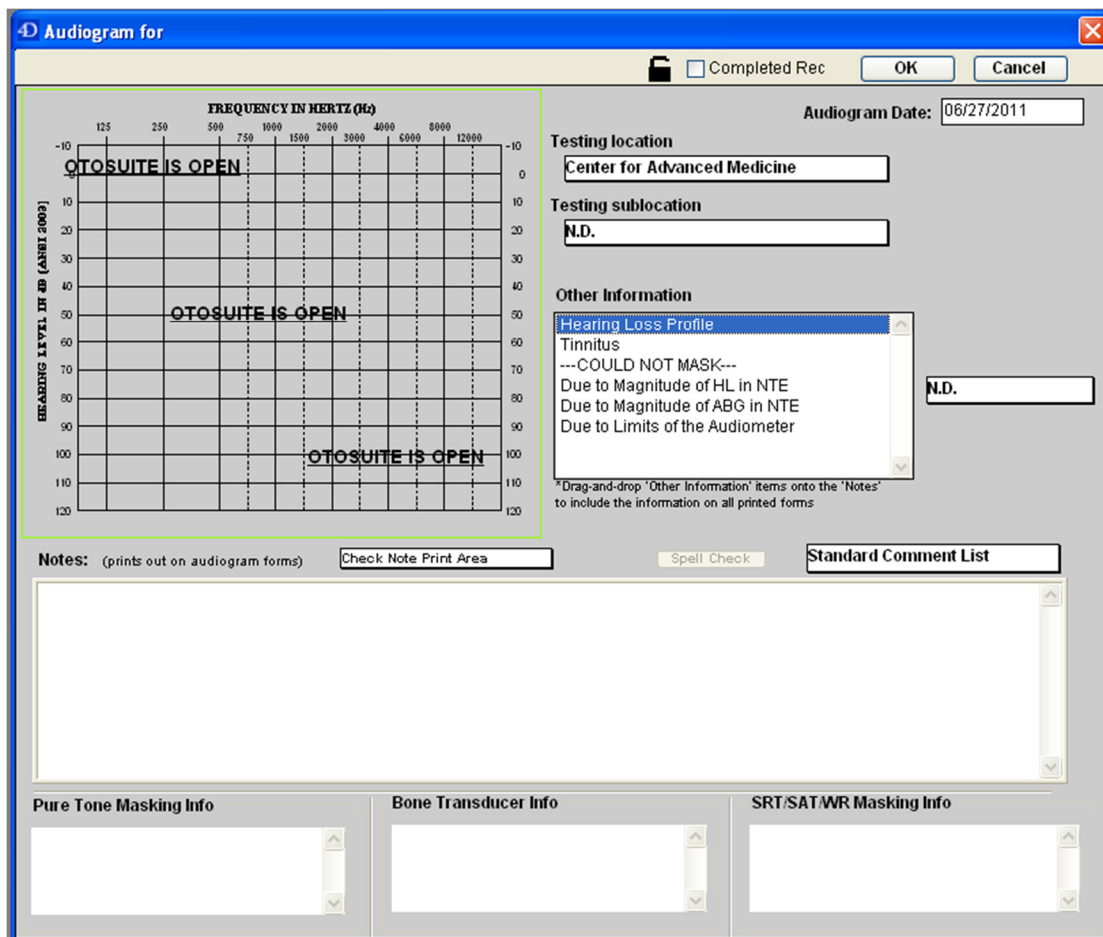 4D Audiogram for
Completed Rec OK Cancel
FREQUENCY IN HERTZ (Hz)
125 250 500 1000 2000 4000 8000
750 1500 3000 6000 12000
HEARING LEVEL IN dB (ANSI 2003)
-10 -10
0 0
10 10
20 20
30 30
40 40
50 50
60 60
70 70
80 80
90 90
100 100
110 110
120 120
OTOSUITE IS OPEN
OTOSUITE IS OPEN
OTOSUITE IS OPEN
Audiogram Date: 06/27/2011
Testing location
Center for Advanced Medicine
Testing sublocation
N.D.
Other Information
Hearing Loss Profile
Tinnitus
---COULD NOT MASK---
Due to Magnitude of HL in NTE
Due to Magnitude of ABG in NTE
Due to Limits of the Audiometer
N.D.
*Drag-and-drop 'Other Information' items onto the 'Notes'
to include the information on all printed forms
Notes: (prints out on audiogram forms) Check Note Print Area Spell Check Standard Comment List
Pure Tone Masking Info Bone Transducer Info SRT/SAT/WR Masking Info